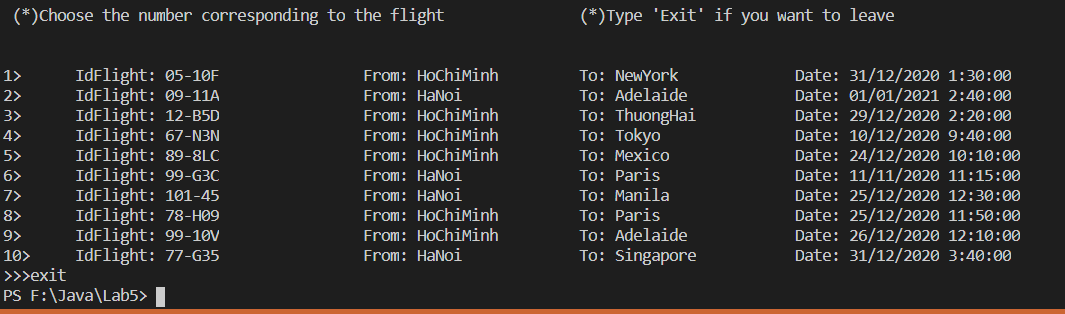 (*)Choose the number corresponding to the flight (*)Type 'Exit' if you want to leave
1> IdFlight: 05-10F From: HoChiMinh To: NewYork Date: 31/12/2020 1:30:00
2> IdFlight: 09-11A From: HaNoi To: Adelaide Date: 01/01/2021 2:40:00
3> IdFlight: 12-B5D From: HoChiMinh To: ThuongHai Date: 29/12/2020 2:20:00
4> IdFlight: 67-N3N From: HoChiMinh To: Tokyo Date: 10/12/2020 9:40:00
5> IdFlight: 89-8LC From: HoChiMinh To: Mexico Date: 24/12/2020 10:10:00
6> IdFlight: 99-G3C From: HaNoi To: Paris Date: 11/11/2020 11:15:00
7> IdFlight: 101-45 From: HaNoi To: Manila Date: 25/12/2020 12:30:00
8> IdFlight: 78-H09 From: HoChiMinh To: Paris Date: 25/12/2020 11:50:00
9> IdFlight: 99-10V From: HoChiMinh To: Adelaide Date: 26/12/2020 12:10:00
10> IdFlight: 77-G35 From: HaNoi To: Singapore Date: 31/12/2020 3:40:00
>>>exit
PS F:\Java\Lab5>